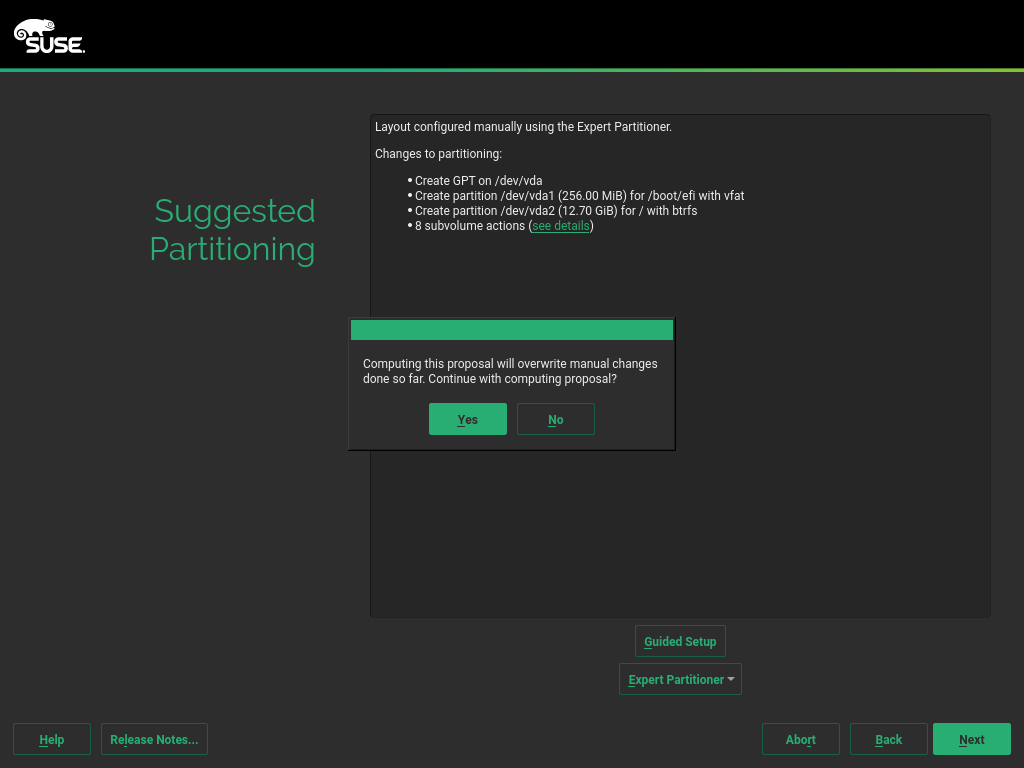 SUSE.
Layout configured manually using the Expert Partitioner.
Changes to partitioning:
• Create GPT on /dev/vda
• Create partition /dev/vda1 (256.00 MiB) for /boot/efi with vfat
• Create partition /dev/vda2 (12.70 GiB) for / with btrfs
• 8 subvolume actions (see details)
Suggested
Partitioning
Computing this proposal will overwrite manual changes
done so far. Continue with computing proposal?
Yes No
Guided Setup
Expert Partitioner
Help Release Notes... Abort Back Next